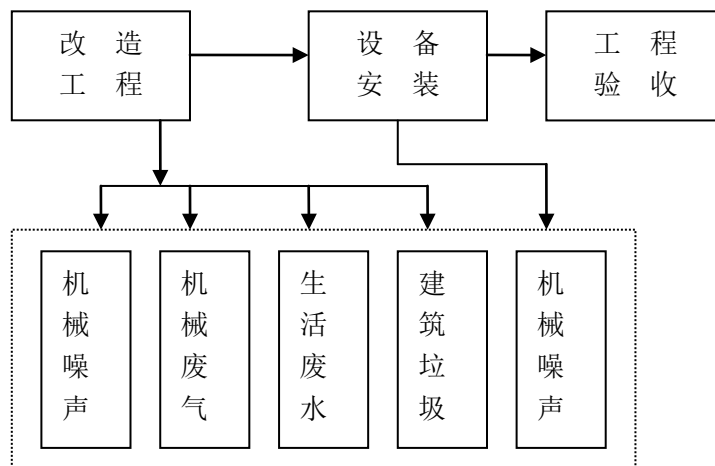 改 造
工 程
设 备
安 装
工 程
验 收
机械噪声
机械废气
生活废水
建筑垃圾
机械噪声